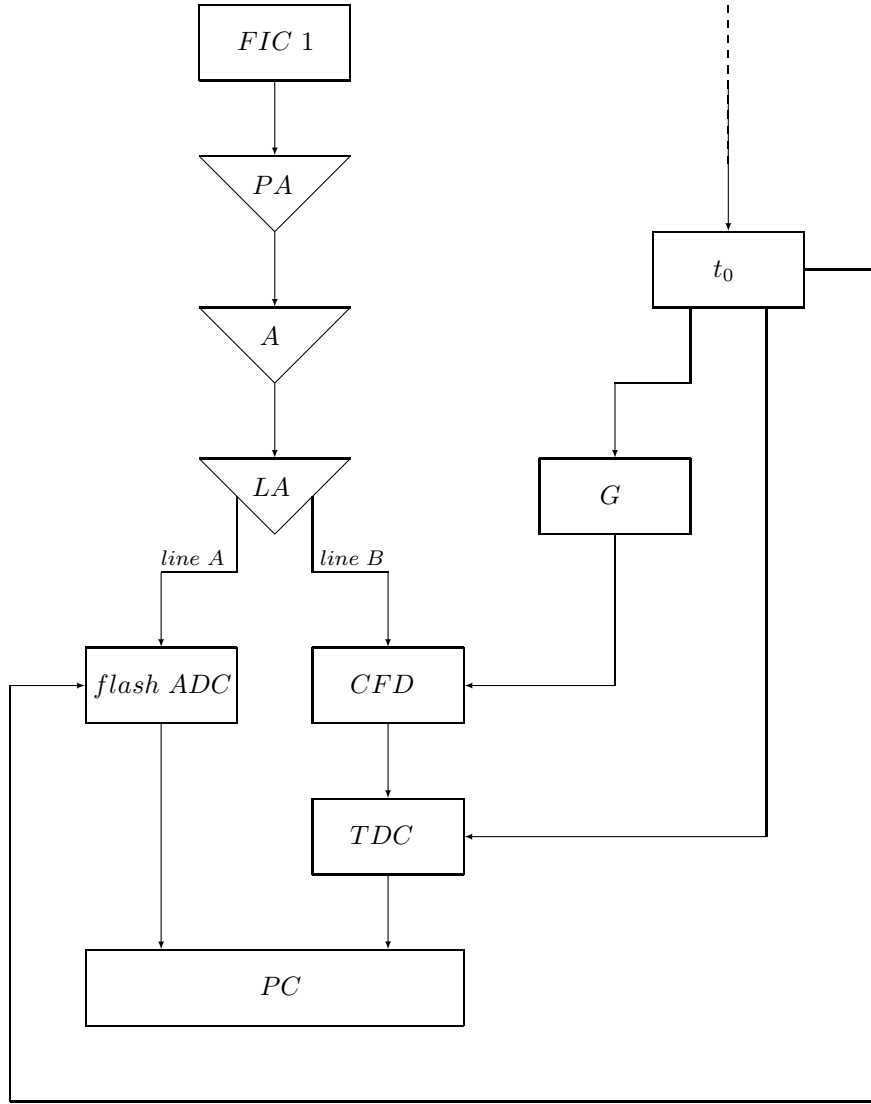 FIC 1
PA
t₀
A
LA
G
line A
line B
flash ADC
CFD
TDC
PC